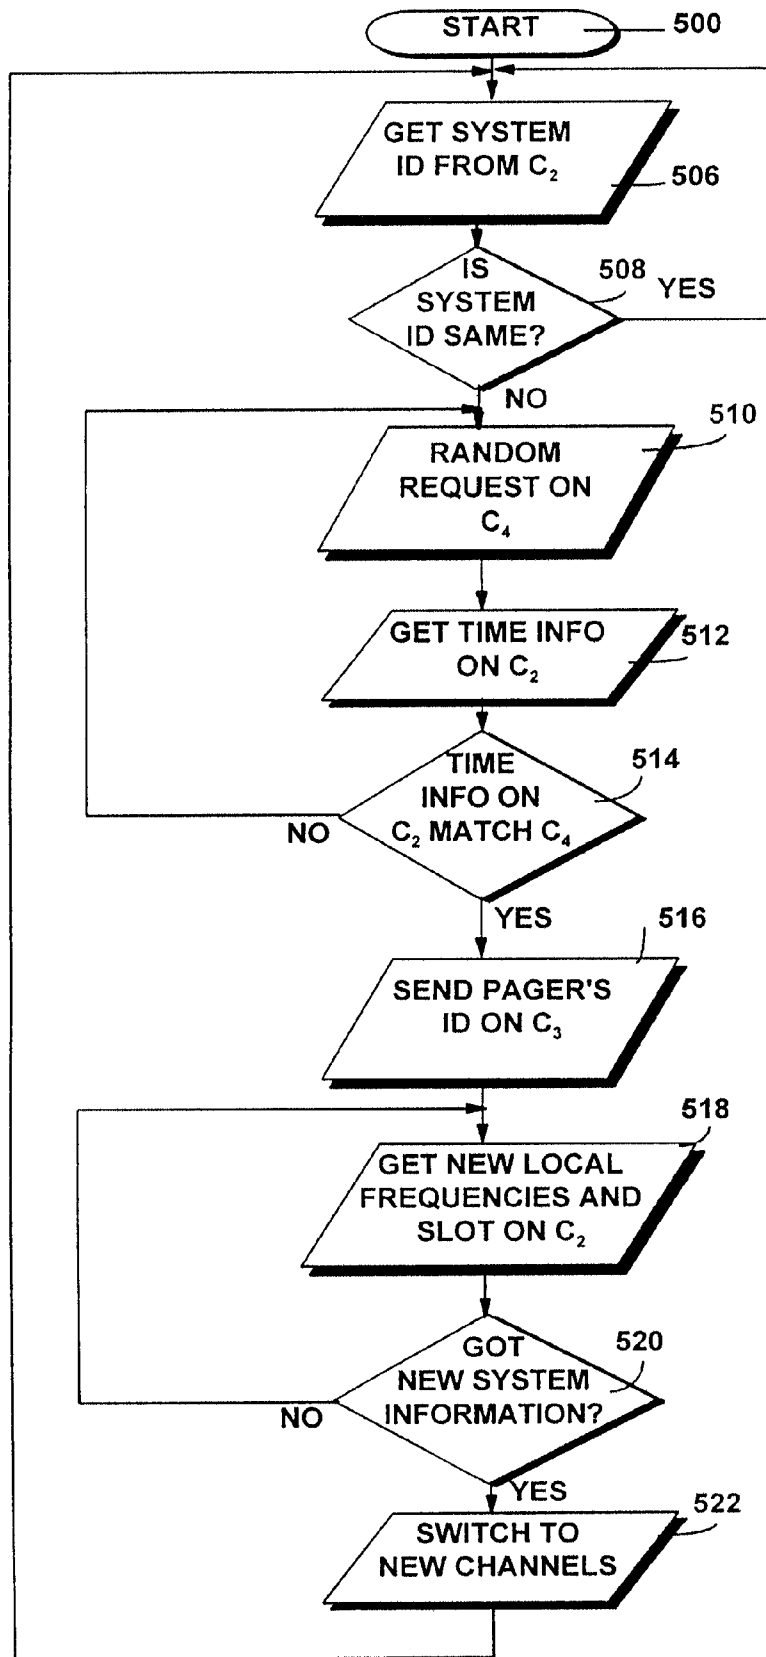 START
500
GET SYSTEM
ID FROM C₂
506
IS
SYSTEM
ID SAME?
508
YES
NO
RANDOM
REQUEST ON
C₄
510
GET TIME INFO
ON C₂
512
TIME
INFO ON
C₂ MATCH C₄
514
NO
YES
SEND PAGER'S
ID ON C₃
516
GET NEW LOCAL
FREQUENCIES AND
SLOT ON C₂
518
GOT
NEW SYSTEM
INFORMATION?
520
NO
YES
SWITCH TO
NEW CHANNELS
522